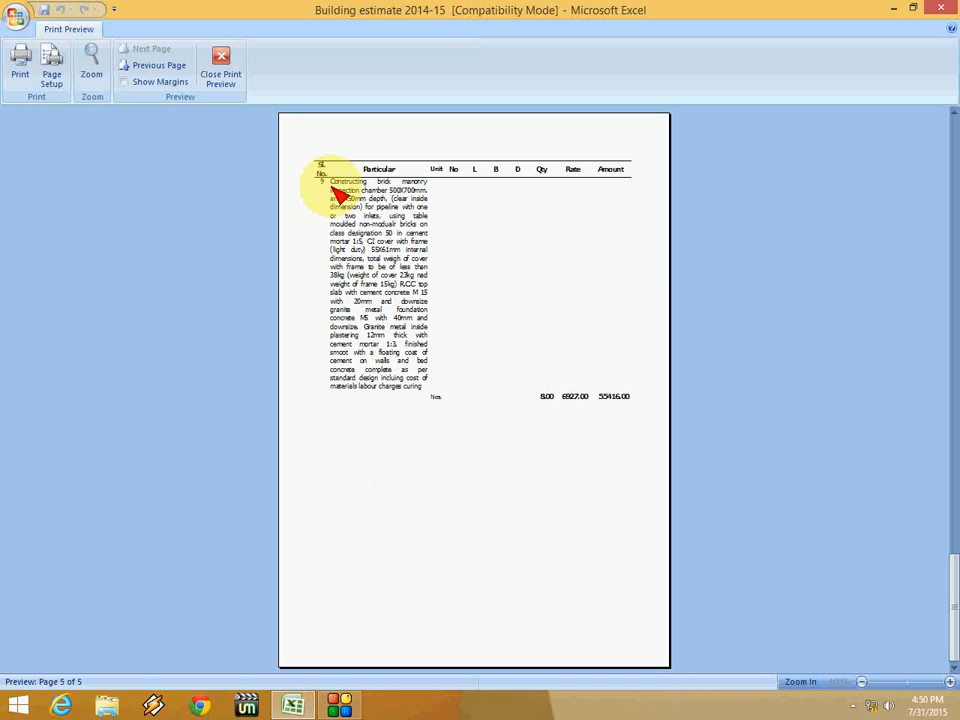 Building estimate 2014-15  [Compatibility Mode] - Microsoft Excel
Print Preview
Print
Page Setup
Zoom
Next Page
Previous Page
Show Margins
Close Print Preview
Print
Zoom
Preview
SL No.
Particular
Unit
No
L
B
D
Qty
Rate
Amount
9
Constructing brick manonry
chamber 500X700mm,
depth, (clear inside
dimension) for pipeline with one
or two inlets, using table
moulded non-modualr bricks on
class designation 50 in cement
mortar 1:5, C.I cover with frame
(light duty) 55X61mm internal
dimensions, total weigh of cover
with frame to be of less than
38kg (weight of cover 23kg nad
weight of frame 15kg) R.C.C top
slab with cement concrete M 15
with 20mm and downsize
granite metal foundation
concrete M5 with 40mm and
downsize. Granite metal inside
plastering 12mm thick with
cement mortar 1:3, finished
smoot with a floating coat of
cement on walls and bed
concrete complete as per
standard design incluing cost of
materials labour charges curing
Nos.
8.00
6927.00
55416.00
Preview: Page 5 of 5
Zoom In
100%
4:50 PM
7/31/2015